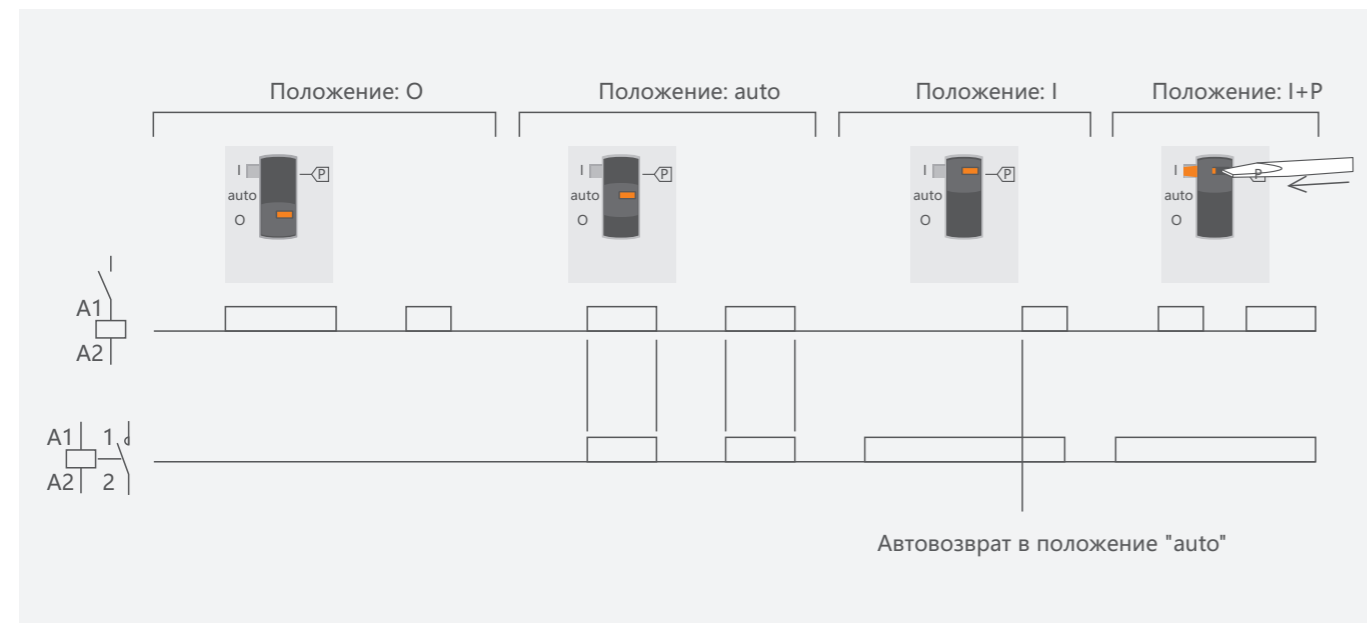 Положение: O
Положение: auto
Положение: I
Положение: I+P
I
P
auto
O
I
P
auto
O
I
P
auto
O
I
P
auto
O
A1
A2
A1 1
A2 2
Автовозврат в положение "auto"